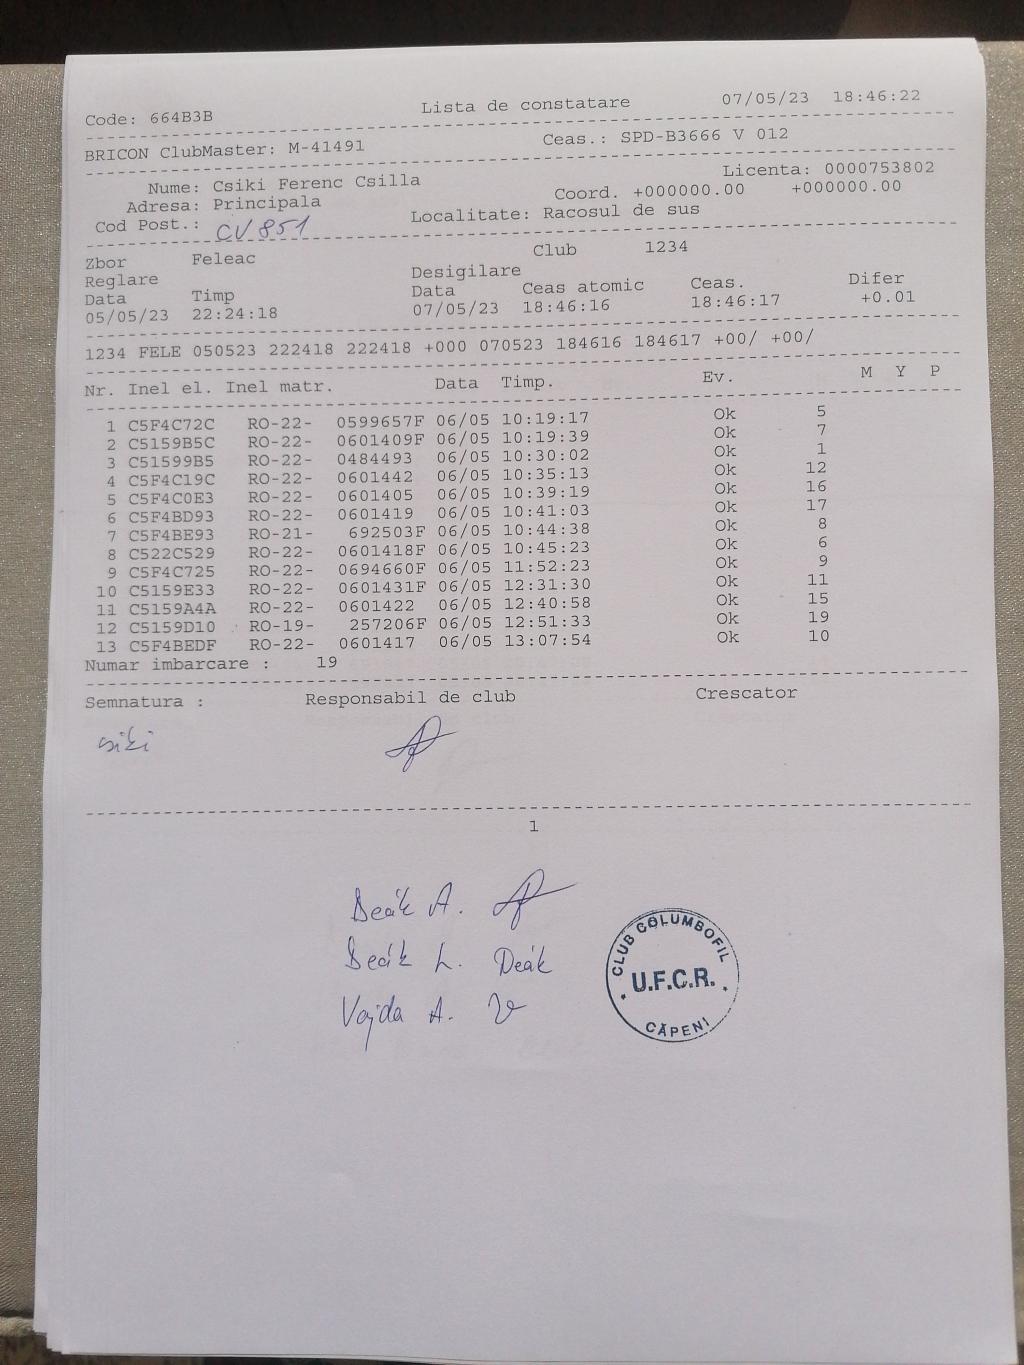 Code: 664B3B Lista de constatare 07/05/23 18:46:22
BRICON ClubMaster: M-41491 Ceas.: SPD-B3666 V 012
Licenta: 0000753802
Nume: Csiki Ferenc Csilla
Coord. +000000.00 +000000.00
Adresa: Principala
Cod Post.: CV851 Localitate: Racosul de sus
Zbor Feleac Club 1234
Reglare Desigilare
Data Timp Data Ceas atomic Ceas. Difer
05/05/23 22:24:18 07/05/23 18:46:16 18:46:17 +0.01
1234 FELE 050523 222418 222418 +000 070523 184616 184617 +00/ +00/
Nr. Inel el. Inel matr. Data Timp. Ev. M Y P
1 C5F4C72C RO-22- 0599657F 06/05 10:19:17 Ok 5
2 C5159B5C RO-22- 0601409F 06/05 10:19:39 Ok 7
3 C51599B5 RO-22- 0484493 06/05 10:30:02 Ok 1
4 C5F4C19C RO-22- 0601442 06/05 10:35:13 Ok 12
5 C5F4C0E3 RO-22- 0601405 06/05 10:39:19 Ok 16
6 C5F4BD93 RO-22- 0601419 06/05 10:41:03 Ok 17
7 C5F4BE93 RO-21- 692503F 06/05 10:44:38 Ok 8
8 C522C529 RO-22- 0601418F 06/05 10:45:23 Ok 6
9 C5F4C725 RO-22- 0694660F 06/05 11:52:23 Ok 9
10 C5159E33 RO-22- 0601431F 06/05 12:31:30 Ok 11
11 C5159A4A RO-22- 0601422 06/05 12:40:58 Ok 15
12 C5159D10 RO-19- 257206F 06/05 12:51:33 Ok 19
13 C5F4BEDF RO-22- 0601417 06/05 13:07:54 Ok 10
Numar imbarcare : 19
Semnatura : Responsabil de club Crescator
csiki
1
Deák A.
Deák L. Deák
Vajda A.
CLUB COLUMBOFIL
U.F.C.R.
CĂPENI